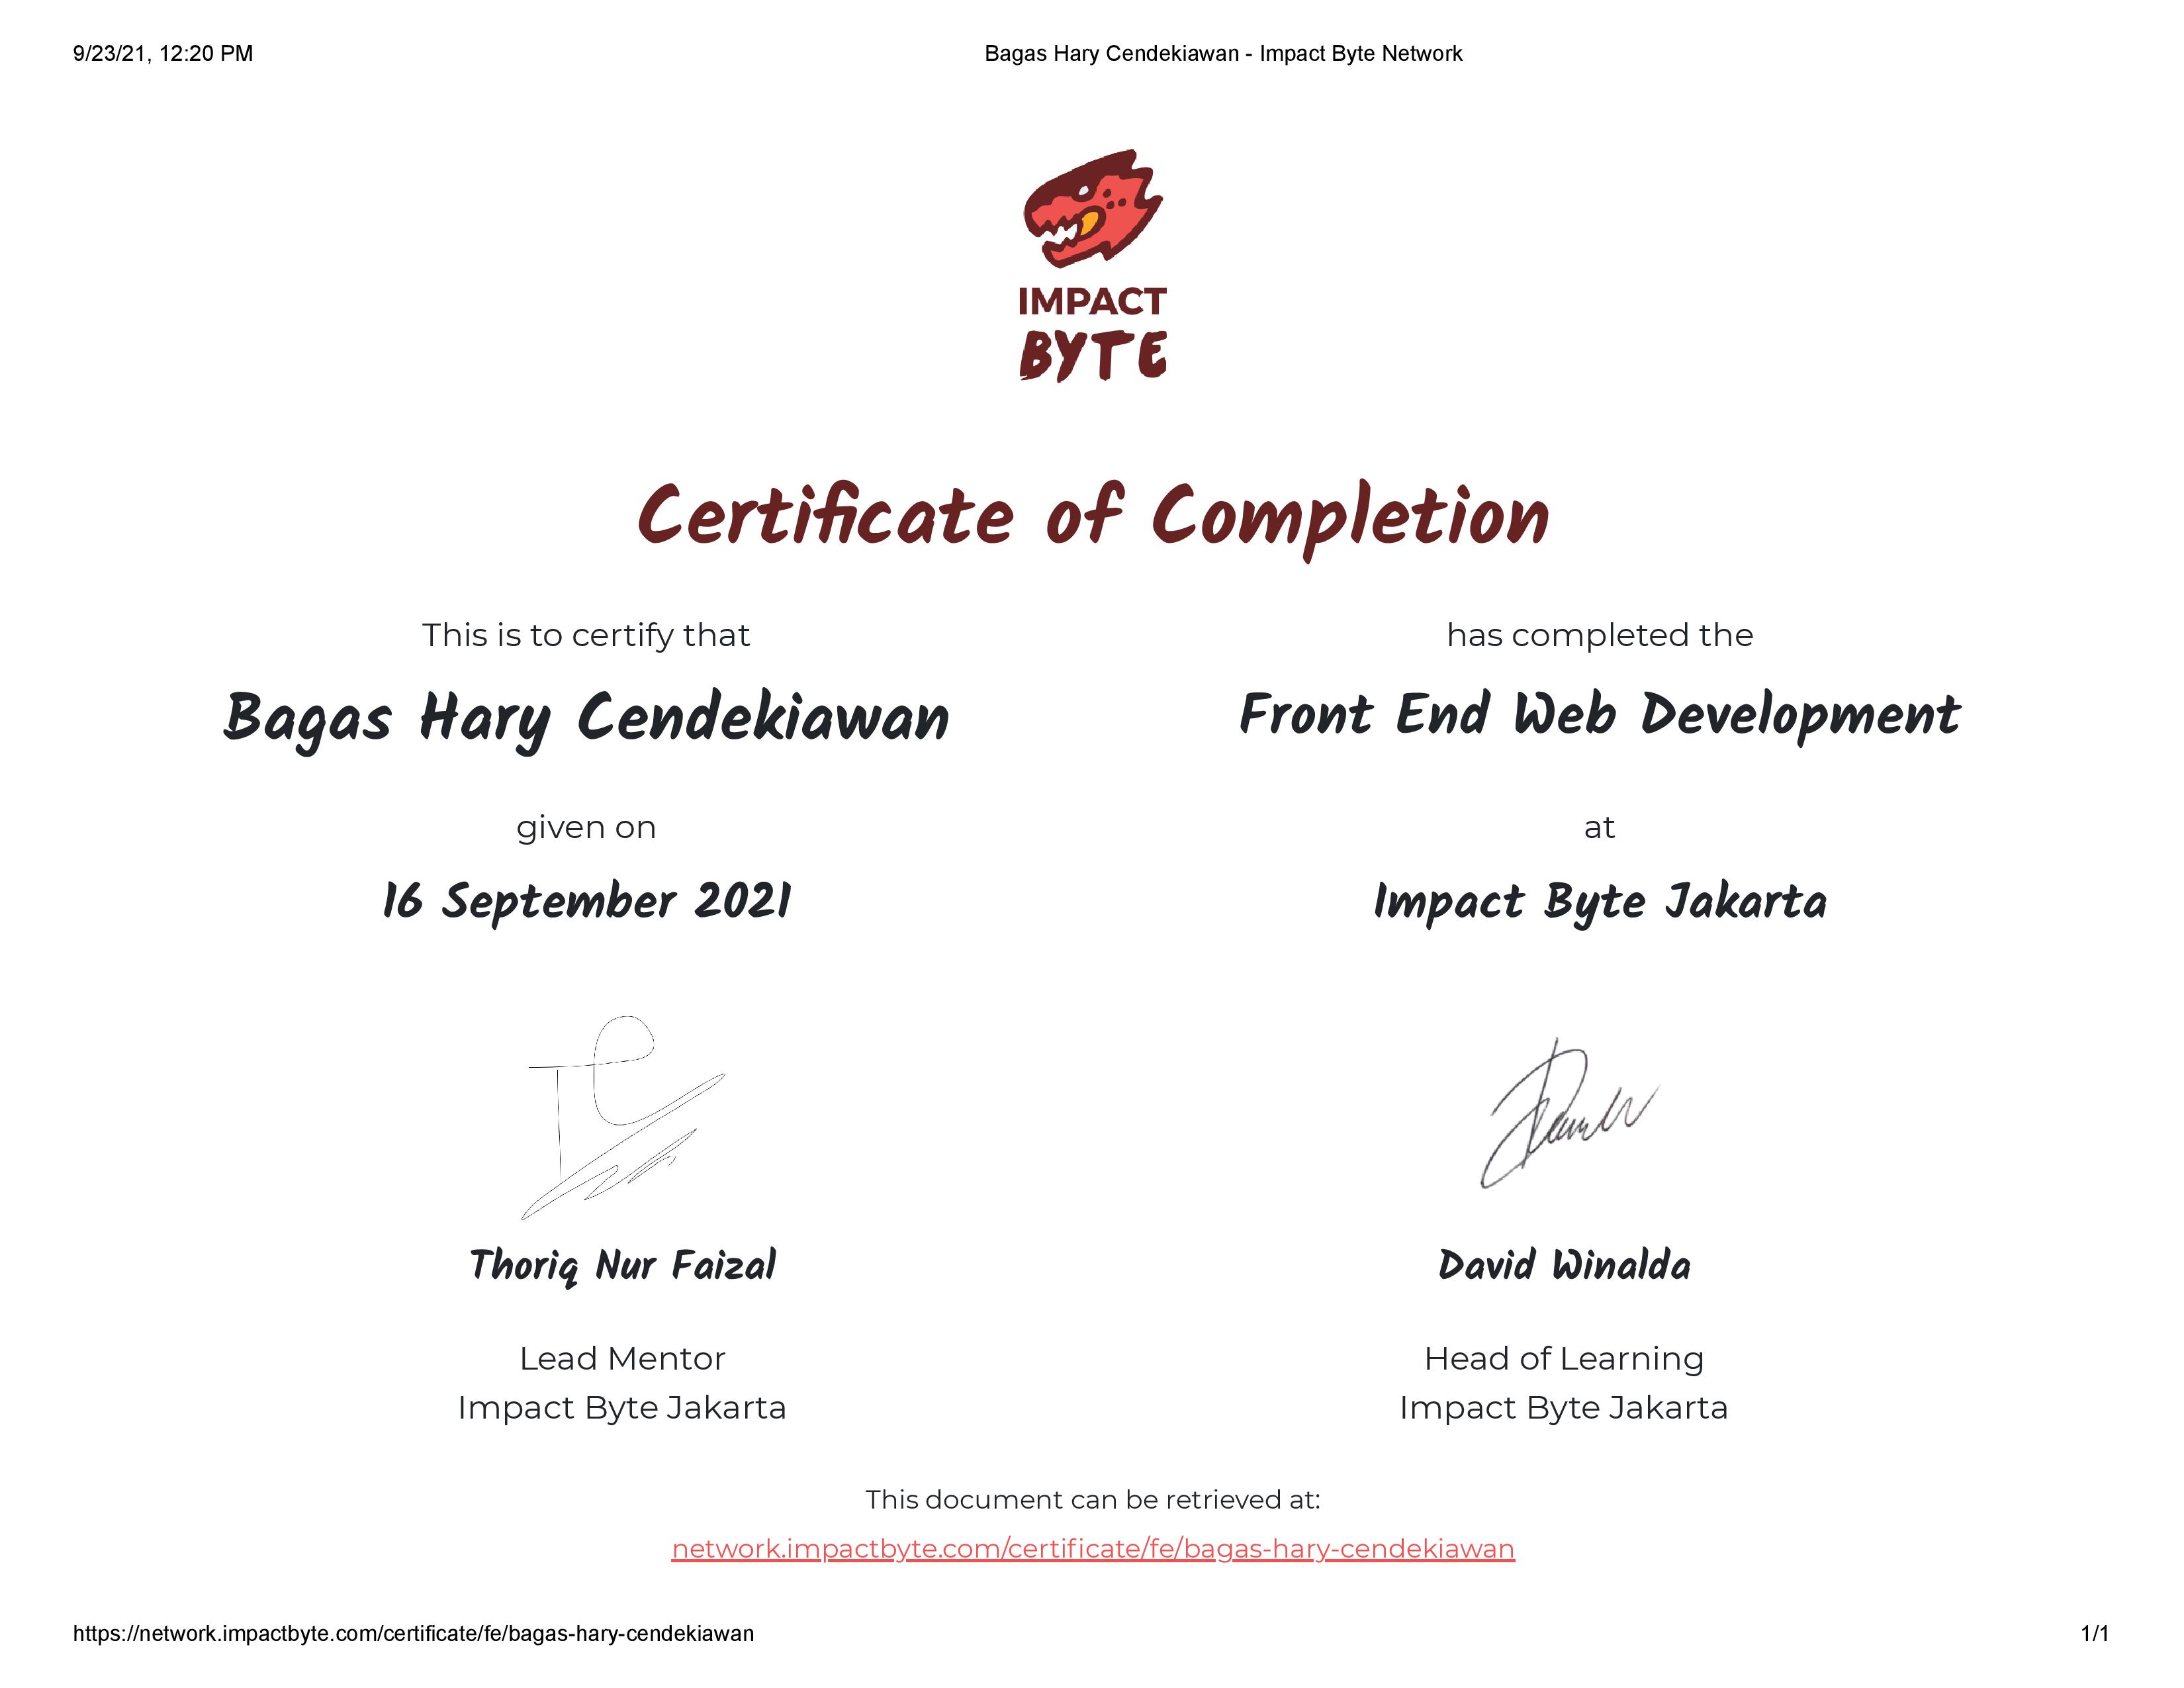 9/23/21, 12:20 PM
Bagas Hary Cendekiawan - Impact Byte Network
IMPACT
BYTE
Certificate of Completion
This is to certify that
Bagas Hary Cendekiawan
has completed the
Front End Web Development
given on
16 September 2021
at
Impact Byte Jakarta
Thoriq Nur Faizal
Lead Mentor
Impact Byte Jakarta
David Winalda
Head of Learning
Impact Byte Jakarta
This document can be retrieved at:
network.impactbyte.com/certificate/fe/bagas-hary-cendekiawan
https://network.impactbyte.com/certificate/fe/bagas-hary-cendekiawan
1/1